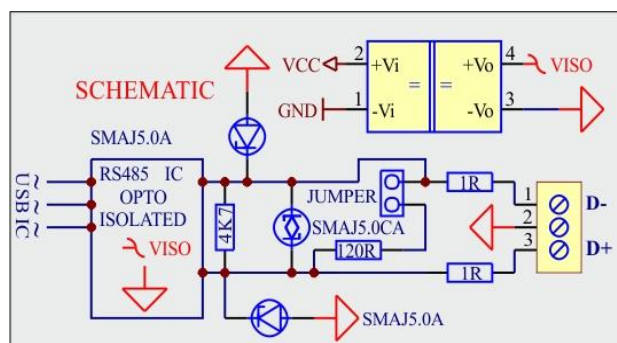 2 +Vi +Vo 4
VCC = = VISO
SCHEMATIC
GND 1 -Vi -Vo 3
SMAJ5.0A
USB IC
~
~
~
RS485 IC
OPTO
ISOLATED
VISO
4K7
JUMPER
SMAJ5.0CA
120R
1R
1R
1 D-
2
3 D+
SMAJ5.0A